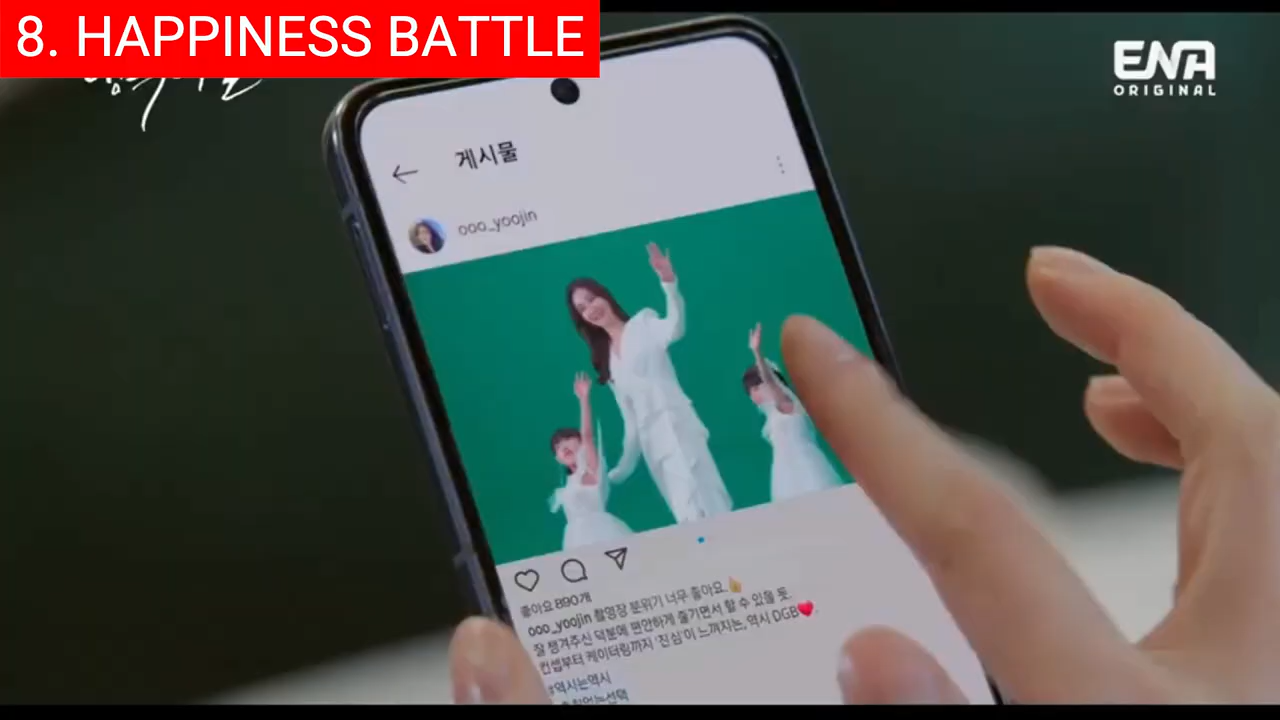 8. HAPPINESS BATTLE
ENA
ORIGINAL
게시물
ooo_yoojin
좋아요 890개
ooo_yoojin 촬영장 분위기 너무 좋아요.👍
잘 챙겨주신 덕분에 편안하게 즐기면서 할 수 있을 듯.
컨셉부터 케이터링까지 '진심'이 느껴지는, 역시 DGB❤️
#역시는역시